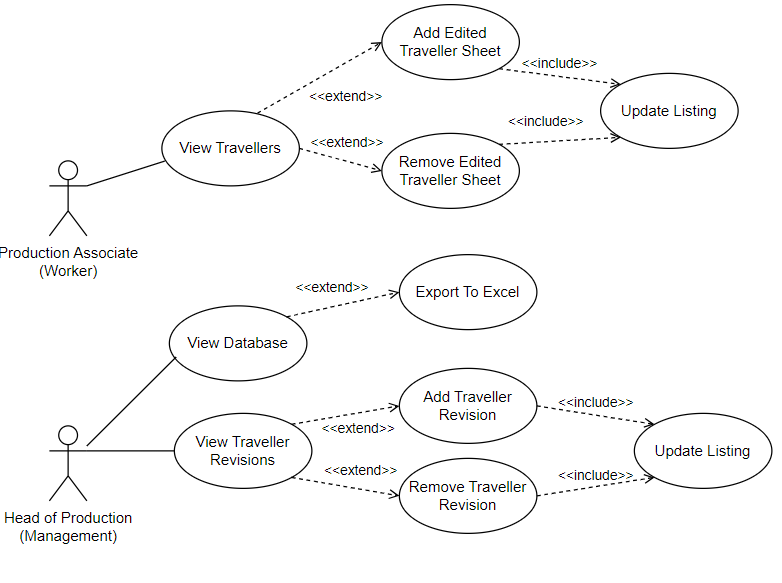 Add Edited
Traveller Sheet
<<include>>
<<extend>>
Update Listing
View Travellers
<<extend>>
<<include>>
Remove Edited
Traveller Sheet
Production Associate
(Worker)
<<extend>>
Export To Excel
View Database
Add Traveller
Revision
<<include>>
<<extend>>
View Traveller
Revisions
Update Listing
<<extend>>
<<include>>
Remove Traveller
Revision
Head of Production
(Management)